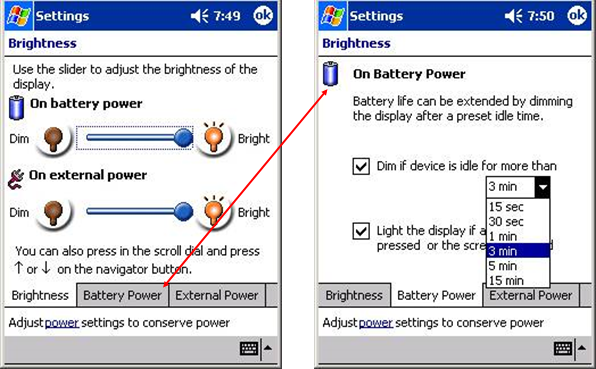 Settings 7:49 ok
Brightness
Use the slider to adjust the brightness of the
display.
On battery power
Dim Bright
On external power
Dim Bright
You can also press in the scroll dial and press
↑ or ↓ on the navigator button.
Brightness Battery Power External Power
Adjust power settings to conserve power
Settings 7:50 ok
Brightness
On Battery Power
Battery life can be extended by dimming
the display after a preset idle time.
Dim if device is idle for more than
3 min
15 sec
30 sec
1 min
3 min
5 min
15 min
Light the display if a
pressed or the scre d
Brightness Battery Power External Power
Adjust power settings to conserve power